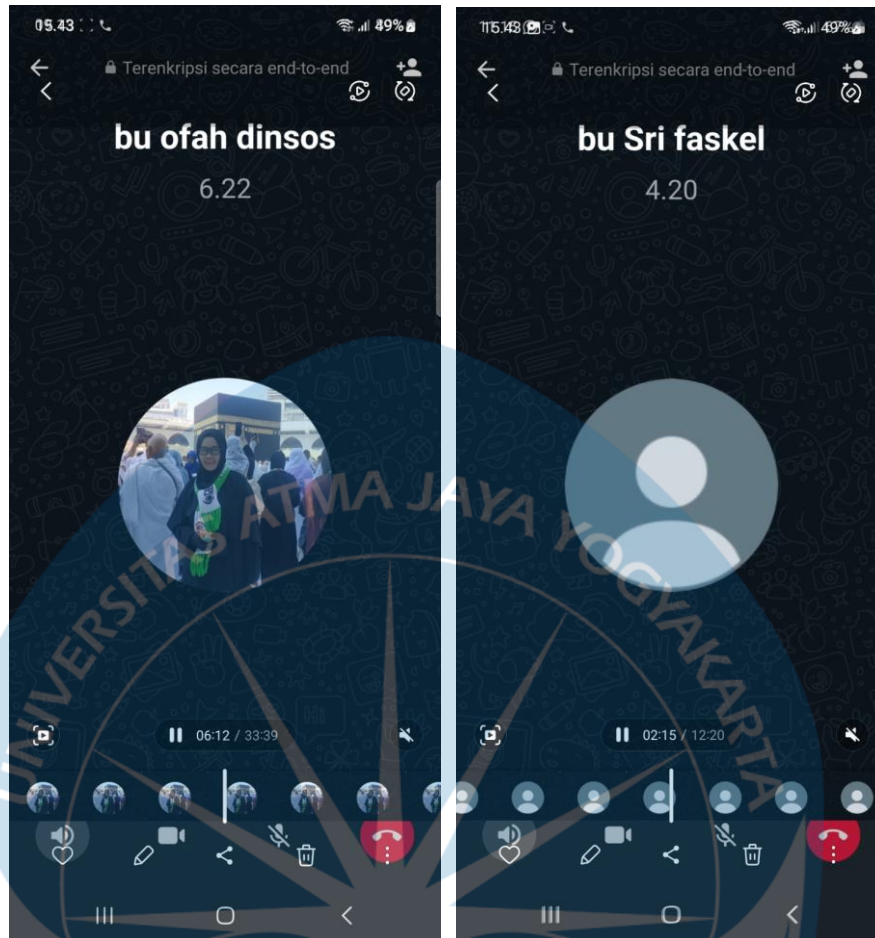 05.43
49%
Terenkripsi secara end-to-end
bu ofah dinsos
6.22
06:12 / 33:39
49%
Terenkripsi secara end-to-end
bu Sri faskel
4.20
02:15 / 12:20
UNIVERSITAS ATMA JAYA YOGYAKARTA